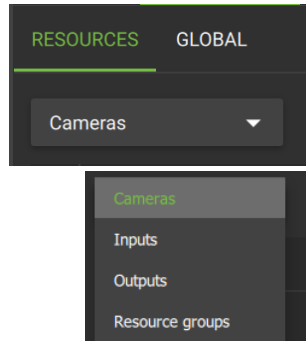 RESOURCES GLOBAL
Cameras
Cameras
Inputs
Outputs
Resource groups